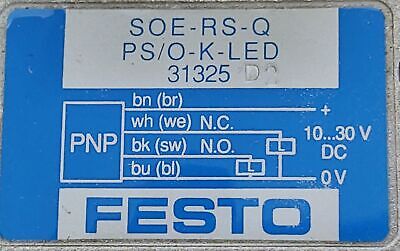 SOE-RS-Q
PS/O-K-LED
31325 D2
bn (br)
+
wh (we) N.C.
PNP
bk (sw) N.O.
10...30 V
DC
bu (bl)
0 V
FESTO